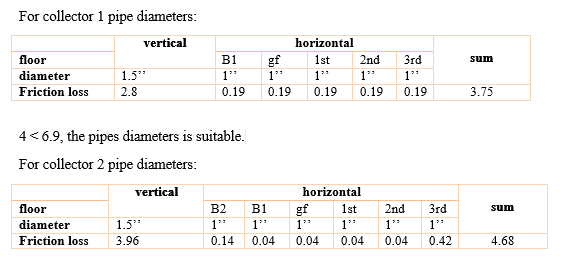 For collector 1 pipe diameters:
vertical horizontal sum
floor B1 gf 1st 2nd 3rd
diameter 1.5’’ 1’’ 1’’ 1’’ 1’’ 1’’
Friction loss 2.8 0.19 0.19 0.19 0.19 0.19 3.75
4 < 6.9, the pipes diameters is suitable.
For collector 2 pipe diameters:
vertical horizontal sum
floor B2 B1 gf 1st 2nd 3rd
diameter 1.5’’ 1’’ 1’’ 1’’ 1’’ 1’’ 1’’
Friction loss 3.96 0.14 0.04 0.04 0.04 0.04 0.42 4.68